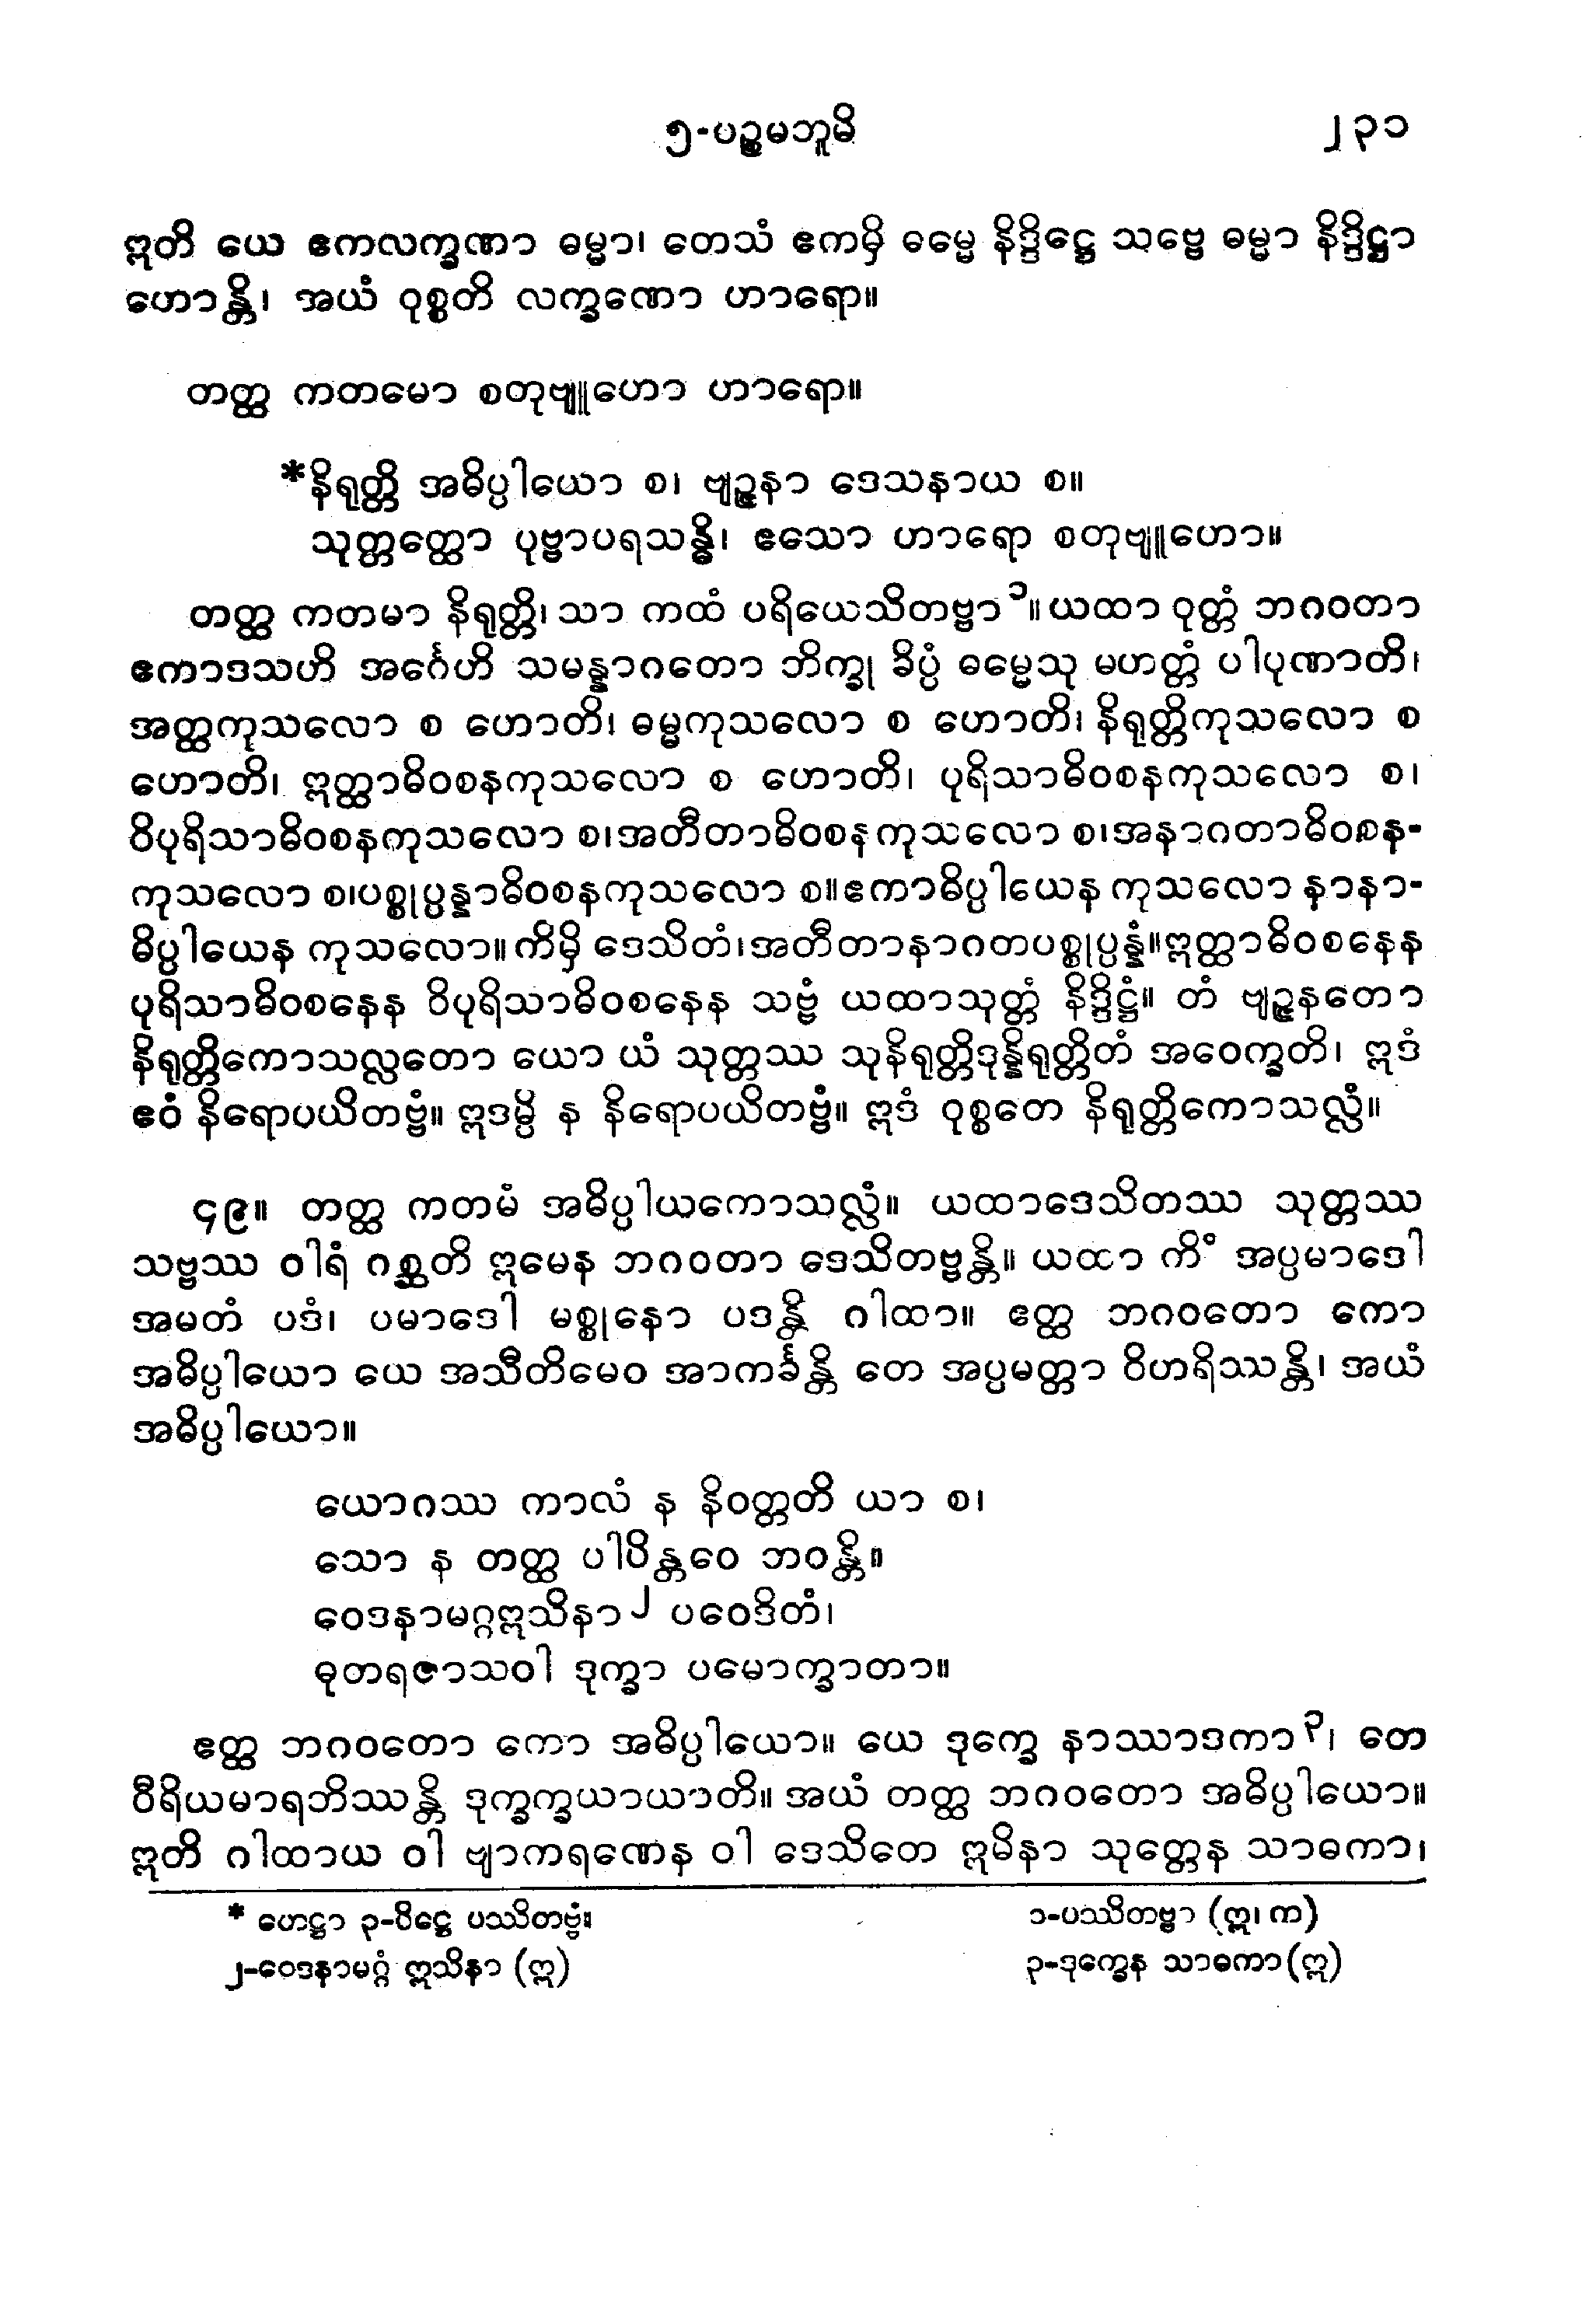 ၅-ပဉ္စမဘူမိ ၂၃၁
ဣတိ ယေ ဧကလက္ခဏာ ဓမ္မာ၊ တေသံ ဧကမှိ ဓမ္မေ နိဒ္ဒိဋ္ဌေ သဗ္ဗေ ဓမ္မာ နိဒ္ဒိဋ္ဌာ
ဟောန္တိ၊ အယံ ဝုစ္စတိ လက္ခဏော ဟာရော။
တတ္ထ ကတမော စတုဗျူဟော ဟာရော။
*နိရုတ္တိ အဓိပ္ပါယော စ၊ ဗျဉ္ဇနာ ဒေသနာယ စ။
သုတ္တတ္ထော ပုဗ္ဗာပရသန္ဓိ၊ ဧသော ဟာရော စတုဗျူဟော။
တတ္ထ ကတမာ နိရုတ္တိ၊ သာ ကထံ ပရိယေသိတဗ္ဗာ၁။ ယထာ ဝုတ္တံ ဘဂဝတာ
ဧကာဒသဟိ အင်္ဂေဟိ သမန္နာဂတော ဘိက္ခု ခိပ္ပံ ဓမ္မေသု မဟတ္တံ ပါပုဏာတိ၊
အတ္ထကုသလော စ ဟောတိ၊ ဓမ္မကုသလော စ ဟောတိ၊ နိရုတ္တိကုသလော စ
ဟောတိ၊ ဣတ္ထာဓိဝစနကုသလော စ ဟောတိ၊ ပုရိသာဓိဝစနကုသလော စ၊
ဝိပုရိသာဓိဝစနကုသလော စ၊အတီတာဓိဝစနကုသလော စ၊အနာဂတာဓိဝစန-
ကုသလော စ၊ပစ္စုပ္ပန္နာဓိဝစနကုသလော စ။ဧကာဓိပ္ပါယေန ကုသလော နာနာ-
ဓိပ္ပါယေန ကုသလော။ ကိမှိ ဒေသိတံ၊အတီတာနာဂတပစ္စုပ္ပန္နံ။ဣတ္ထာဓိဝစနေန
ပုရိသာဓိဝစနေန ဝိပုရိသာဓိဝစနေန သဗ္ဗံ ယထာသုတ္တံ နိဒ္ဒိဋ္ဌံ။ တံ ဗျဉ္ဇနတော
နိရုတ္တိကောသလ္လတော ယော ယံ သုတ္တဿ သုနိရုတ္တိဒုန္နိရုတ္တိတံ အဝေက္ခတိ၊ ဣဒံ
ဧဝံ နိရောပယိတဗ္ဗံ။ ဣဒမ္ပိ န နိရောပယိတဗ္ဗံ။ ဣဒံ ဝုစ္စတေ နိရုတ္တိကောသလ္လံ။
၄၉။ တတ္ထ ကတမံ အဓိပ္ပါယကောသလ္လံ။ ယထာဒေသိတဿ သုတ္တဿ
သဗ္ဗဿ ဝါရံ ဂစ္ဆတိ ဣမေန ဘဂဝတာ ဒေသိတဗ္ဗန္တိ။ ယထာ ကိံ အပ္ပမာဒေါ
အမတံ ပဒံ၊ ပမာဒေါ မစ္စုနော ပဒန္တိ ဂါထာ။ ဧတ္ထ ဘဂဝတော ကော
အဓိပ္ပါယော ယေ အသီတိမေဝ အာကင်္ခန္တိ တေ အပ္ပမတ္တာ ဝိဟရိဿန္တိ၊ အယံ
အဓိပ္ပါယော။
ယောဂဿ ကာလံ န နိဝတ္တတိ ယာ စ၊
သော န တတ္ထ ပါပိန္တဝေ ဘဝန္တိ။
ဝေဒနာမဂ္ဂဣသိနာ၂ ပဝေဒိတံ၊
ဓုတရဇာသဝါ ဒုက္ခာ ပမောက္ခာတာ။
ဧတ္ထ ဘဂဝတော ကော အဓိပ္ပါယော။ ယေ ဒုက္ခေ နာဿာဒကာ၃၊ တေ
ဝီရိယမာရဘိဿန္တိ ဒုက္ခက္ခယာယာတိ။ အယံ တတ္ထ ဘဂဝတော အဓိပ္ပါယော။
ဣတိ ဂါထာယ ဝါ ဗျာကရဏေန ဝါ ဒေသိတေ ဣမိနာ သုတ္တေန သာဓကာ၊
* ဟေဋ္ဌာ ၃-ပိဋ္ဌေ ပဿိတဗ္ဗံ။ ၁-ပဿိတဗ္ဗာ (ဣ၊ က)
၂-ဝေဒနာမဂ္ဂံ ဣသိနာ (ဣ) ၃-ဒုက္ခေန သာဓကာ (ဣ)